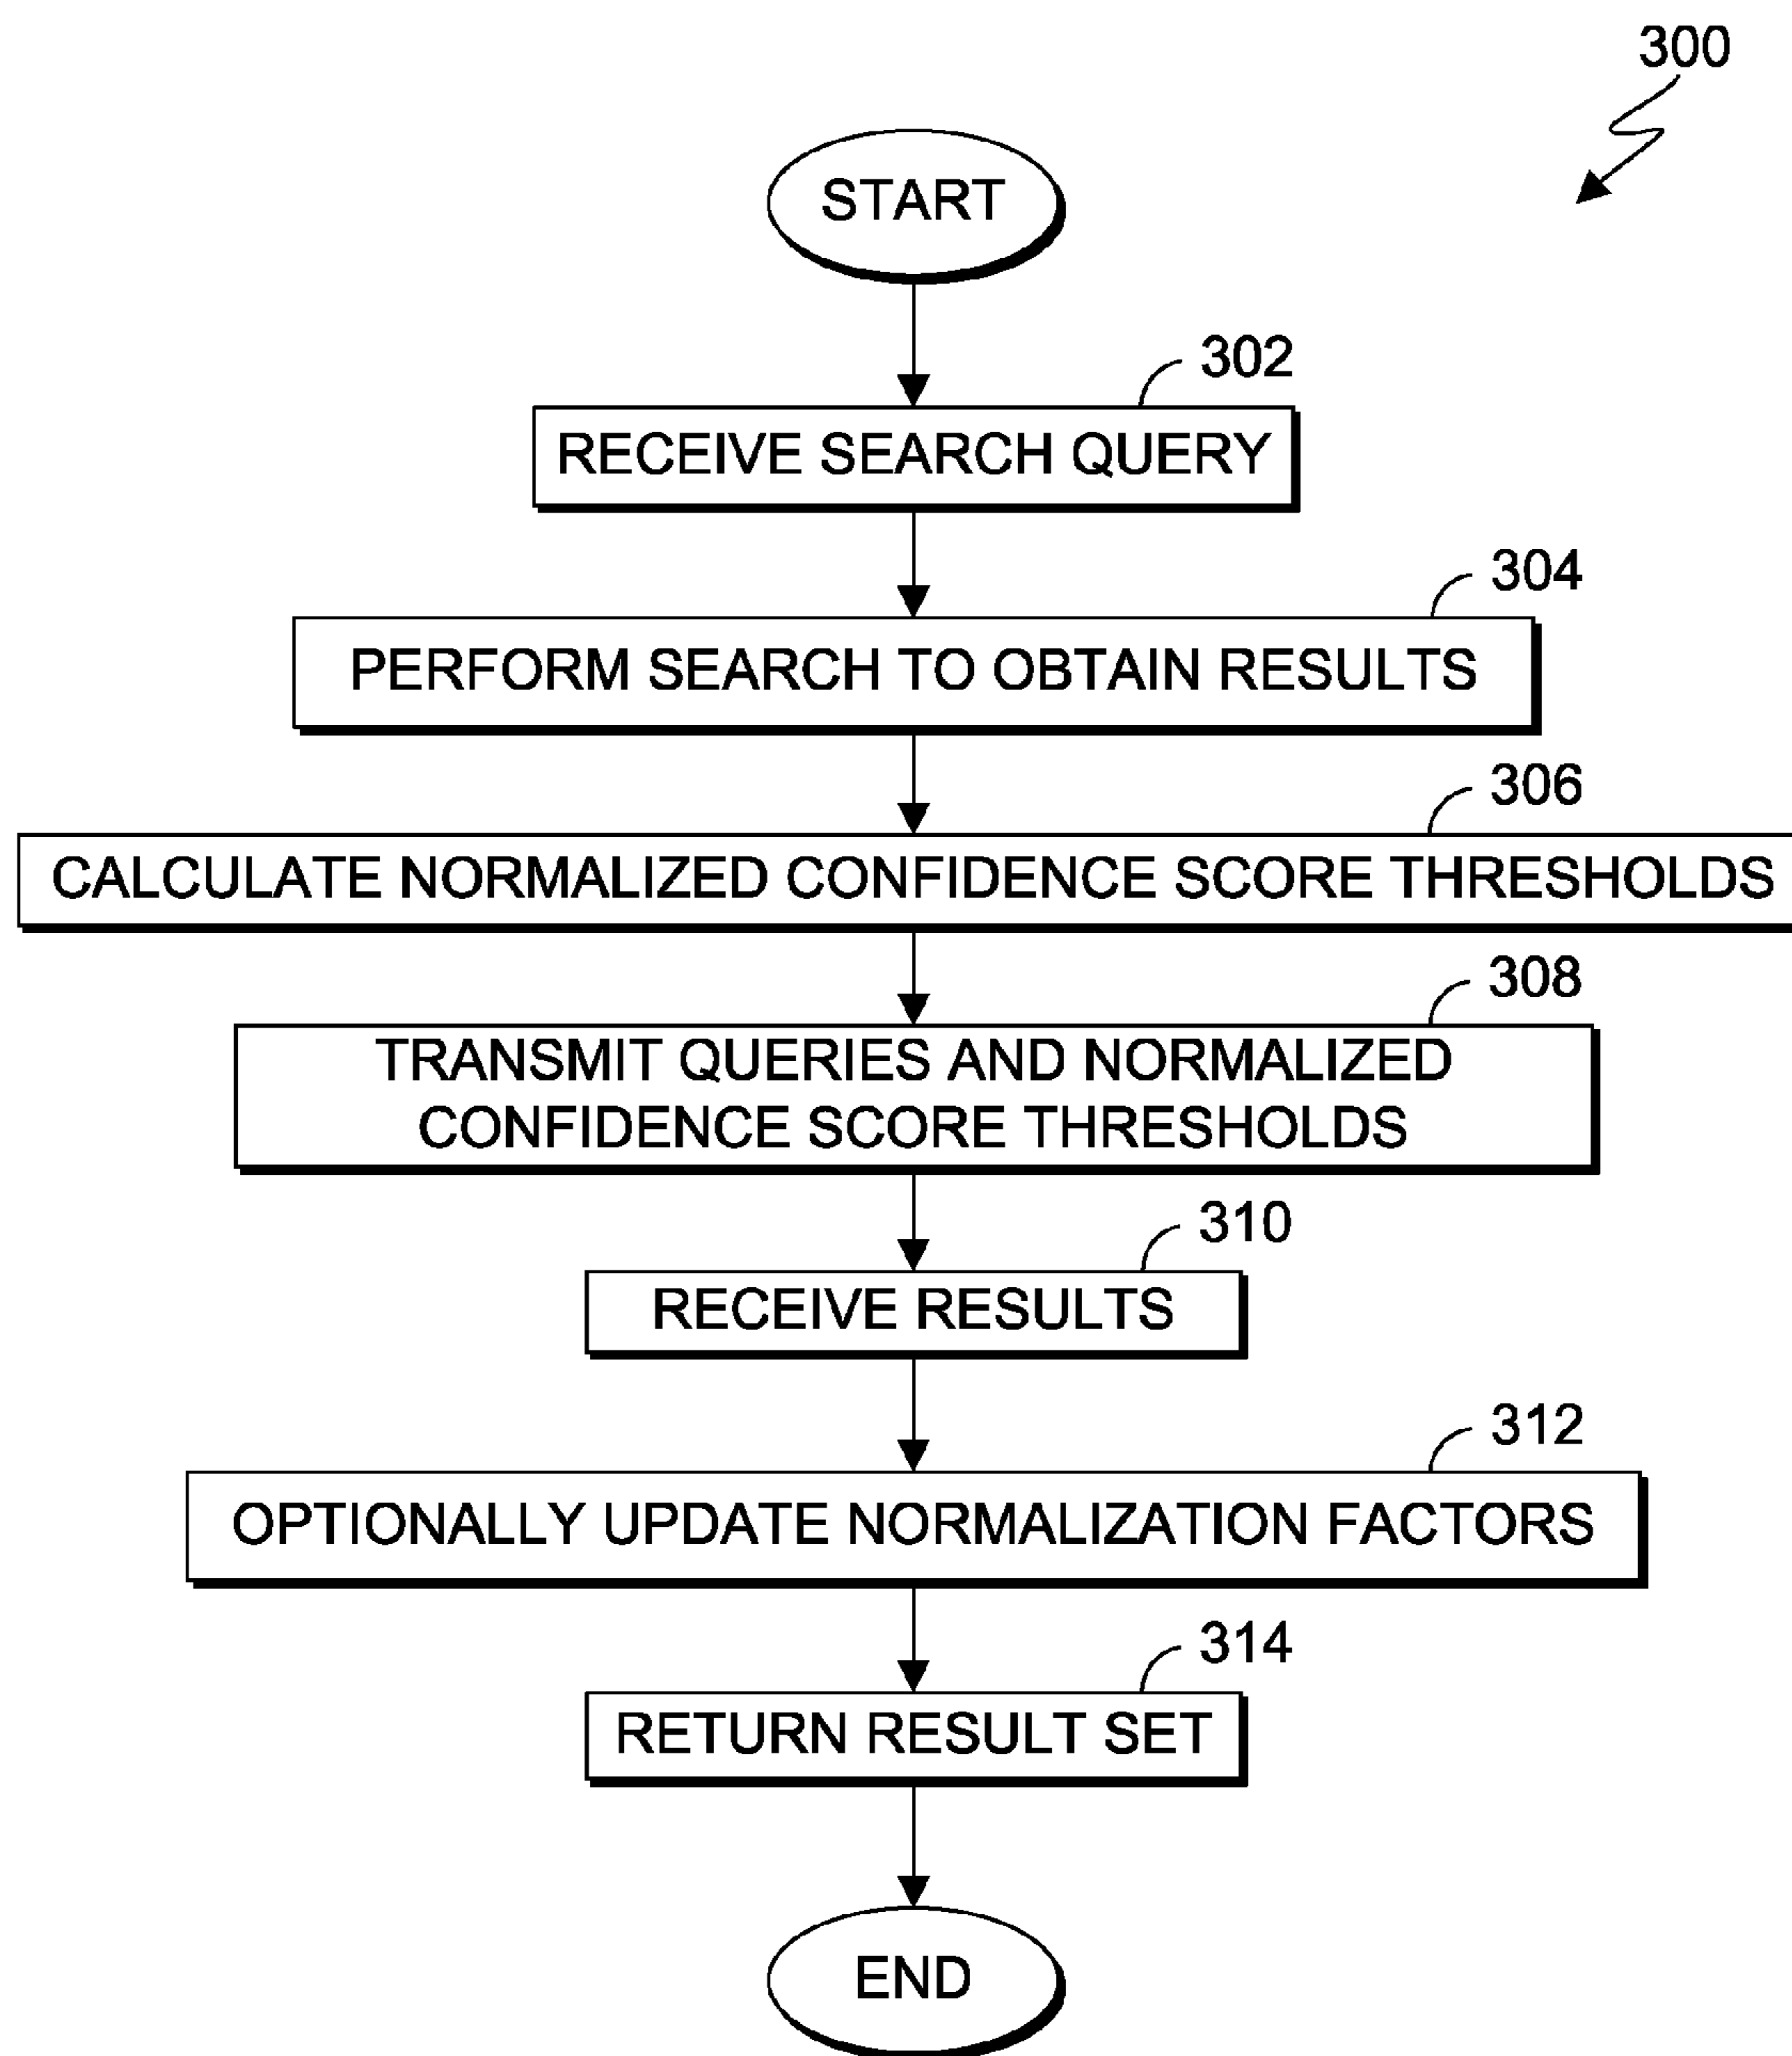 300
START
302
RECEIVE SEARCH QUERY
304
PERFORM SEARCH TO OBTAIN RESULTS
306
CALCULATE NORMALIZED CONFIDENCE SCORE THRESHOLDS
308
TRANSMIT QUERIES AND NORMALIZED
CONFIDENCE SCORE THRESHOLDS
310
RECEIVE RESULTS
312
OPTIONALLY UPDATE NORMALIZATION FACTORS
314
RETURN RESULT SET
END